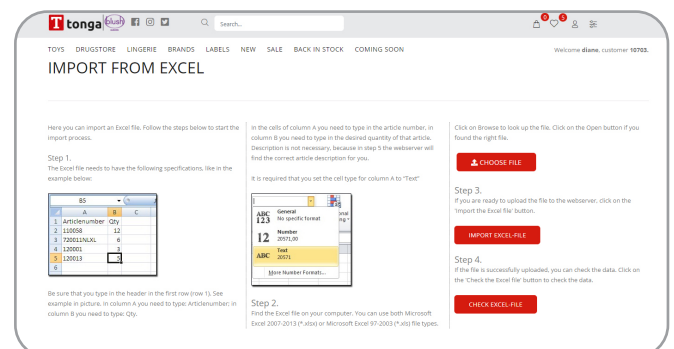 T tonga blush
Search...
0 5
TOYS DRUGSTORE LINGERIE BRANDS LABELS NEW SALE BACK IN STOCK COMING SOON
Welcome diane. customer 10703.
IMPORT FROM EXCEL
Here you can import an Excel file. Follow the steps below to start the
import process.
Step 1.
The Excel file needs to have the following specifications, like in the
example below:
B5
A B C
1 Articlenumber Qty
2 110058 12
3 720011NLXL 6
4 120001 3
5 120013 5
6
Be sure that you type in the header in the first row (row 1). See
example in picture, in column A you need to type: Articlenumber; in
column B you need to type: Qty.
In the cells of column A you need to type in the article number, in
column B you need to type in the desired quantity of that article.
Description is not necessary, because in step 5 the webserver will
find the correct article description for you.
It is required that you set the cell type for column A to "Text"
ABC
123
General
No specific format
12
Number
20571,00
ABC
Text
20571
More Number Formats...
Step 2.
Find the Excel file on your computer. You can use both Microsoft
Excel 2007-2013 (*.xlsx) or Microsoft Excel 97-2003 (*.xls) file types.
Click on Browse to look up the file. Click on the Open button if you
found the right file.
CHOOSE FILE
Step 3.
If you are ready to upload the file to the webserver, click on the
'Import the Excel file' button.
IMPORT EXCEL-FILE
Step 4.
If the file is successfully uploaded, you can check the data. Click on
the 'Check the Excel file' button to check the data.
CHECK EXCEL-FILE